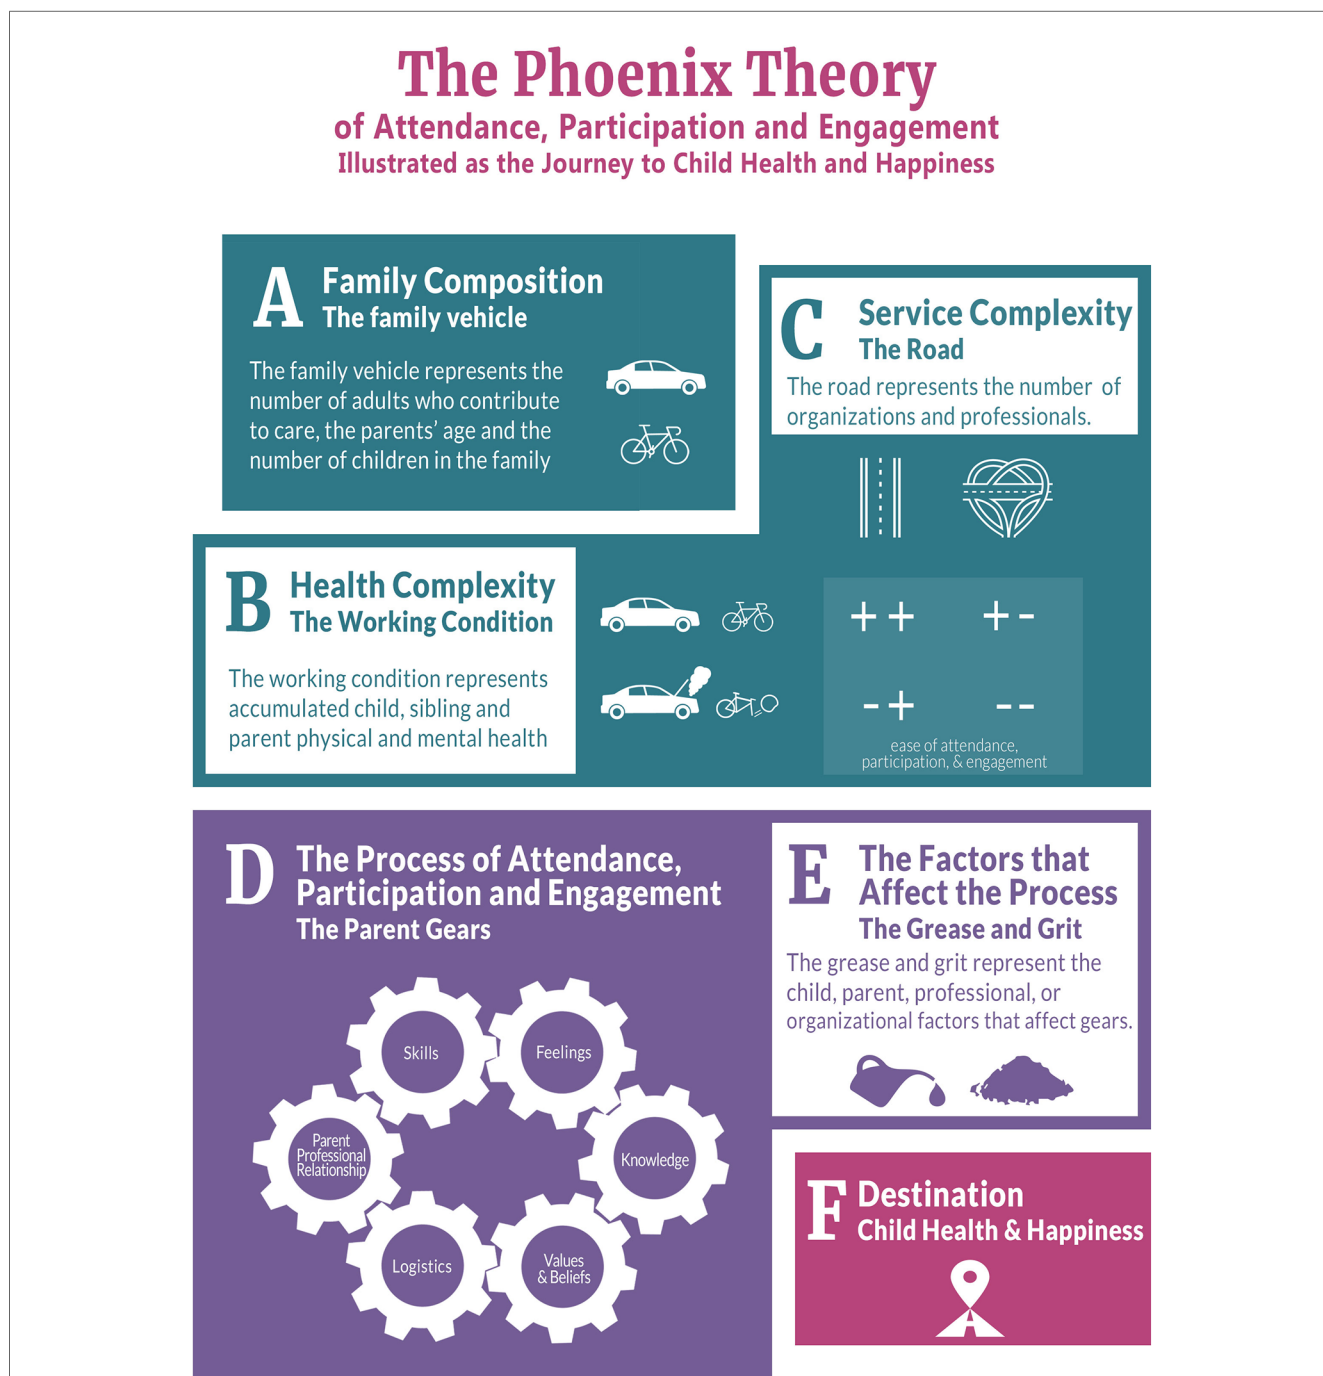 The Phoenix Theory
of Attendance, Participation and Engagement
Illustrated as the Journey to Child Health and Happiness
A
Family Composition
The family vehicle
The family vehicle represents the
number of adults who contribute
to care, the parents’ age and the
number of children in the family
C
Service Complexity
The Road
The road represents the number of
organizations and professionals.
B
Health Complexity
The Working Condition
The working condition represents
accumulated child, sibling and
parent physical and mental health
++ +-
-+ --
ease of attendance,
participation, & engagement
D
The Process of Attendance,
Participation and Engagement
The Parent Gears
Skills
Feelings
Parent
Professional
Relationship
Knowledge
Logistics
Values
& Beliefs
E
The Factors that
Affect the Process
The Grease and Grit
The grease and grit represent the
child, parent, professional, or
organizational factors that affect gears.
F
Destination
Child Health & Happiness